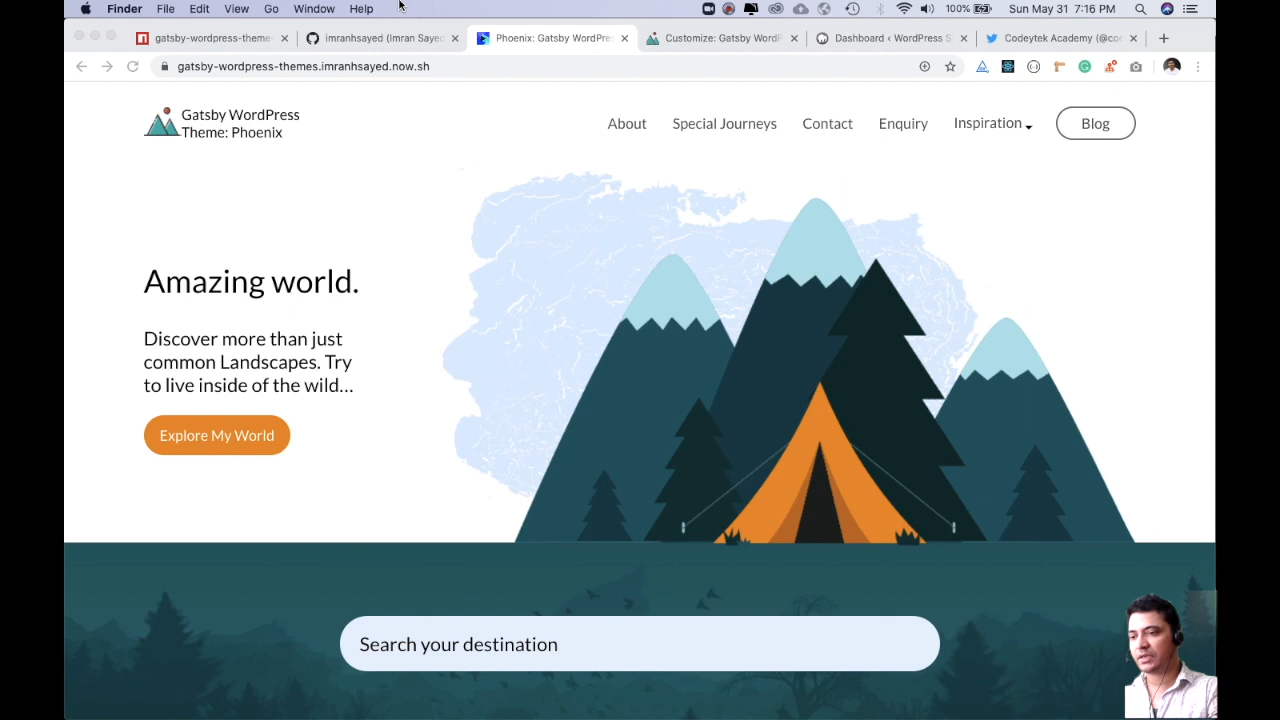 Finder File Edit View Go Window Help 100% Sun May 31 7:16 PM
gatsby-wordpress-theme imranhsayed (Imran Saye Phoenix: Gatsby WordPre Customize: Gatsby WordP Dashboard ‹ WordPress S Codeytek Academy (@co
gatsby-wordpress-themes.imranhsayed.now.sh
Gatsby WordPress
Theme: Phoenix
About Special Journeys Contact Enquiry Inspiration Blog
Amazing world.
Discover more than just
common Landscapes. Try
to live inside of the wild...
Explore My World
Search your destination